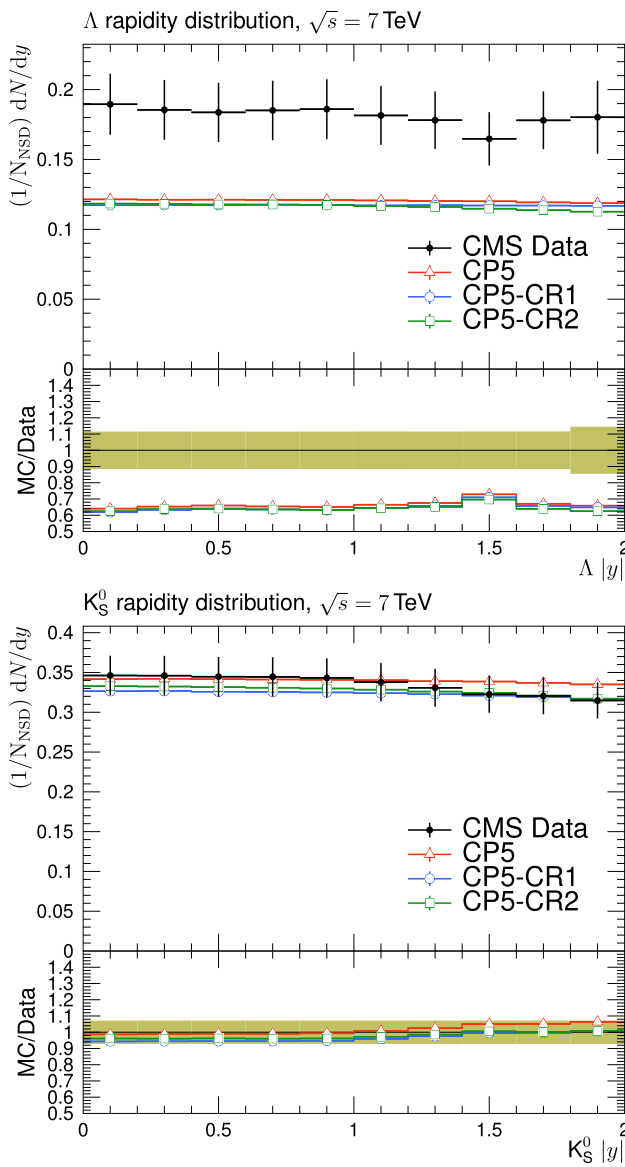 Λ rapidity distribution, √s = 7 TeV
(1/N_NSD) dN/dy
0.2
0.15
0.1
0.05
0
CMS Data
CP5
CP5-CR1
CP5-CR2
MC/Data
1.4
1.3
1.2
1.1
1.0
0.9
0.8
0.7
0.6
0.5
0 0.5 1 1.5 2
Λ |y|
K⁰_S rapidity distribution, √s = 7 TeV
(1/N_NSD) dN/dy
0.4
0.35
0.3
0.25
0.2
0.15
0.1
0.05
0
CMS Data
CP5
CP5-CR1
CP5-CR2
MC/Data
1.4
1.3
1.2
1.1
1.0
0.9
0.8
0.7
0.6
0.5
0 0.5 1 1.5 2
K⁰_S |y|